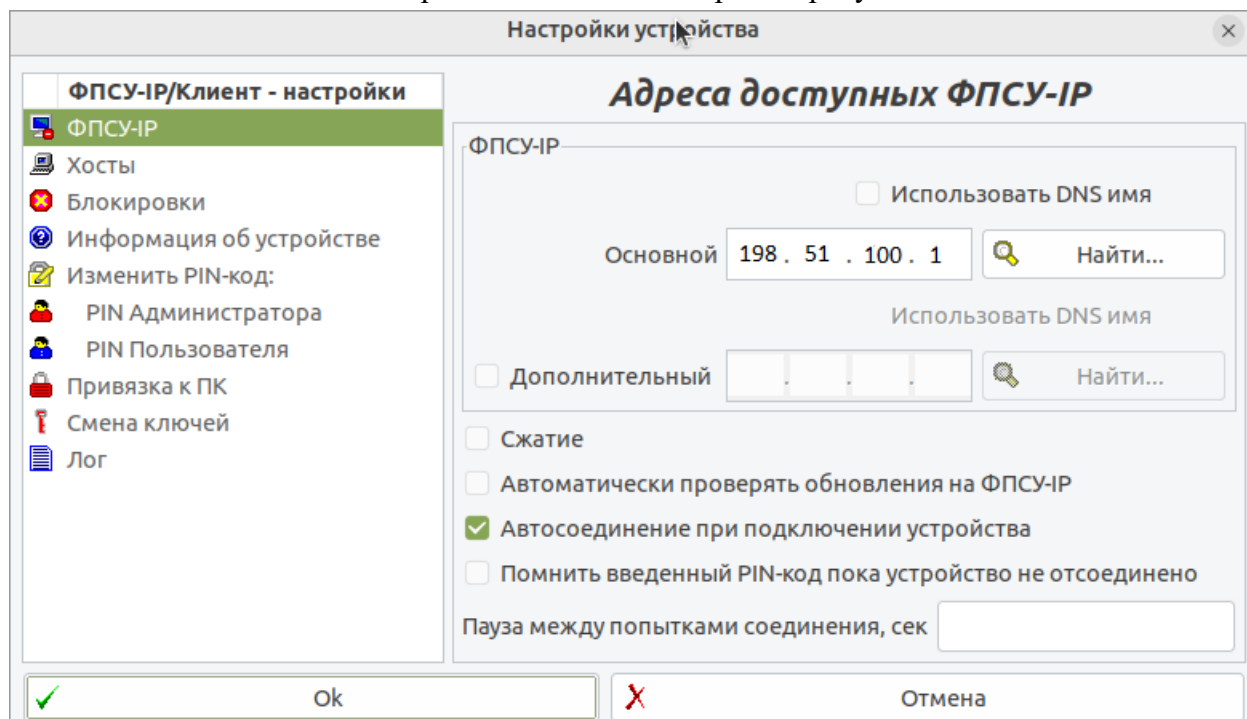 Настройки устройства
ФПСУ-IP/Клиент - настройки
ФПСУ-IP
Хосты
Блокировки
Информация об устройстве
Изменить PIN-код:
PIN Администратора
PIN Пользователя
Привязка к ПК
Смена ключей
Лог
Адреса доступных ФПСУ-IP
ФПСУ-IP
Использовать DNS имя
Основной 198 . 51 . 100 . 1 Найти...
Использовать DNS имя
Дополнительный . . . Найти...
Сжатие
Автоматически проверять обновления на ФПСУ-IP
Автосоединение при подключении устройства
Помнить введенный PIN-код пока устройство не отсоединено
Пауза между попытками соединения, сек
Ok Отмена